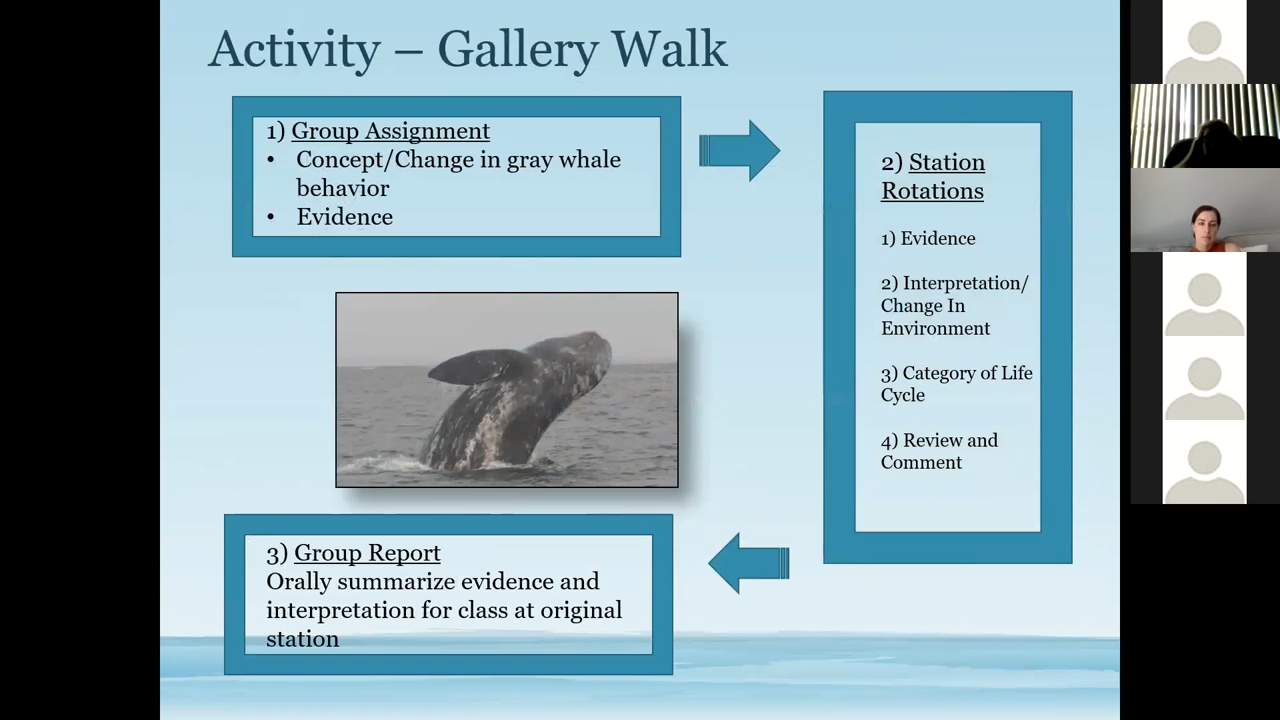 Activity – Gallery Walk
1) Group Assignment
• Concept/Change in gray whale
behavior
• Evidence
2) Station
Rotations
1) Evidence
2) Interpretation/
Change In
Environment
3) Category of Life
Cycle
4) Review and
Comment
3) Group Report
Orally summarize evidence and
interpretation for class at original
station